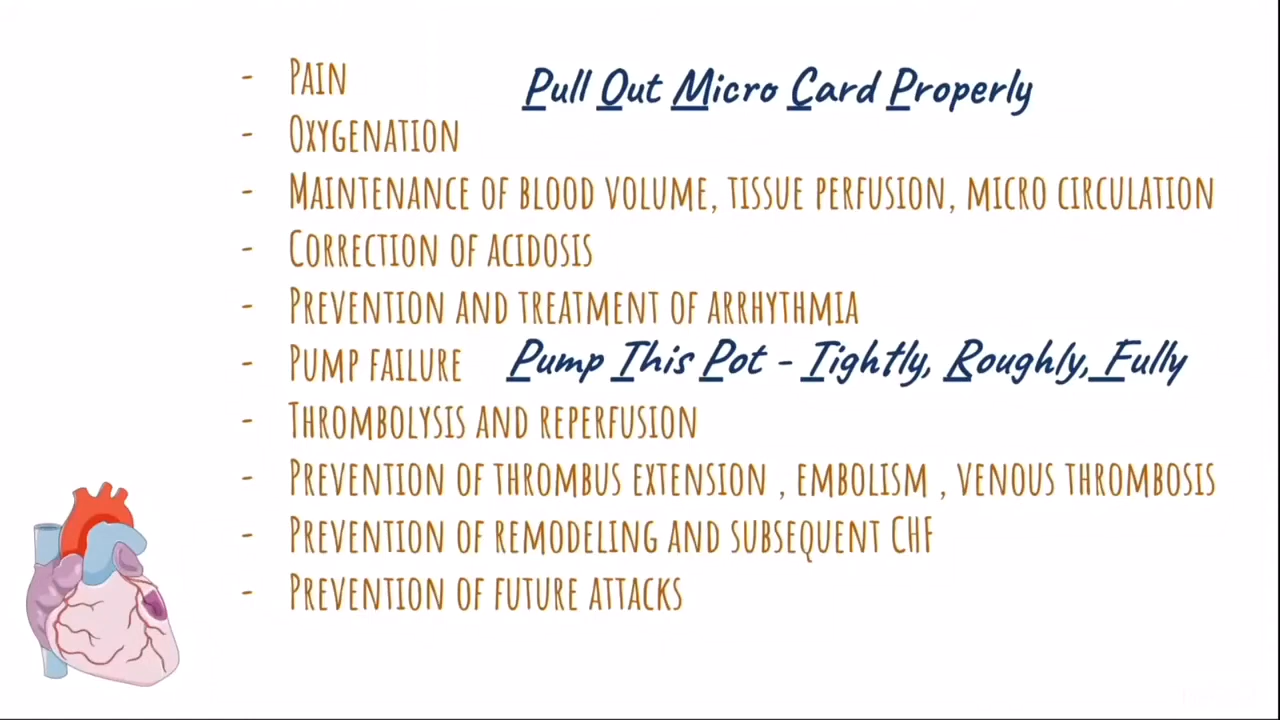 - Pain
Pull Out Micro Card Properly
- Oxygenation
- Maintenance of blood volume, tissue perfusion, micro circulation
- Correction of acidosis
- Prevention and treatment of arrhythmia
- Pump failure
Pump This Pot - Tightly, Roughly, Fully
- Thrombolysis and reperfusion
- Prevention of thrombus extension , embolism , venous thrombosis
- Prevention of remodeling and subsequent CHF
- Prevention of future attacks